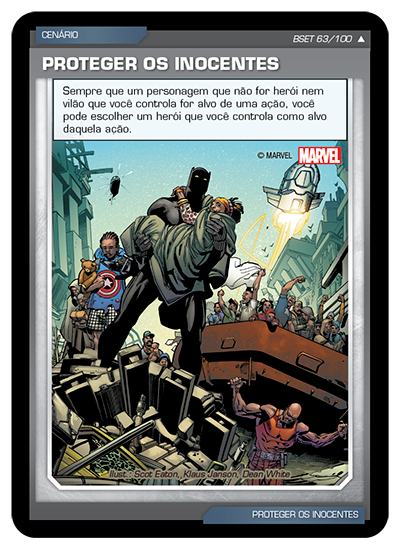 CENÁRIO
BSET 63/100 ▲
PROTEGER OS INOCENTES
Sempre que um personagem que não for herói nem
vilão que você controla for alvo de uma ação, você
pode escolher um herói que você controla como alvo
daquela ação.
© MARVEL MARVEL
Ilust.: Scot Eaton, Klaus Janson, Dean White
PROTEGER OS INOCENTES